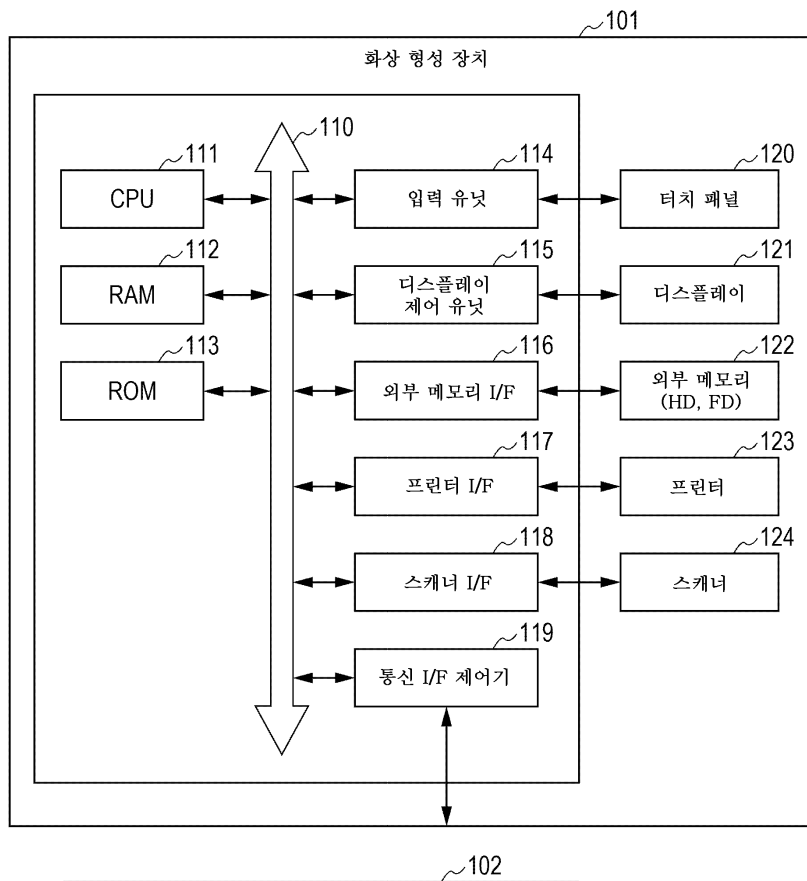 101
화상 형성 장치
110
111
CPU
112
RAM
113
ROM
114
입력 유닛
115
디스플레이
제어 유닛
116
외부 메모리 I/F
117
프린터 I/F
118
스캐너 I/F
119
통신 I/F 제어기
120
터치 패널
121
디스플레이
122
외부 메모리
(HD, FD)
123
프린터
124
스캐너
102